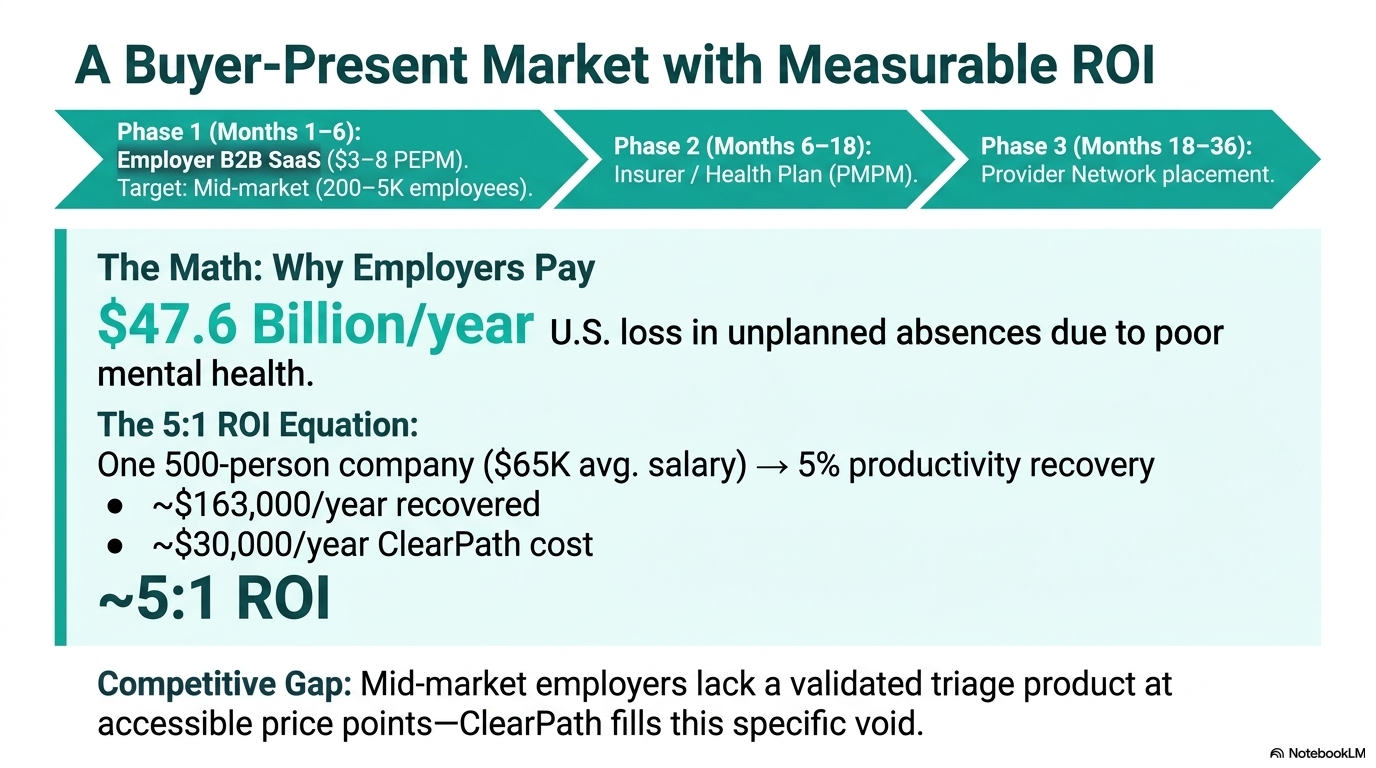 A Buyer-Present Market with Measurable ROI
Phase 1 (Months 1–6):
Employer B2B SaaS ($3–8 PEPM).
Target: Mid-market (200–5K employees).
Phase 2 (Months 6–18):
Insurer / Health Plan (PMPM).
Phase 3 (Months 18–36):
Provider Network placement.
The Math: Why Employers Pay
$47.6 Billion/year U.S. loss in unplanned absences due to poor
mental health.
The 5:1 ROI Equation:
One 500-person company ($65K avg. salary) → 5% productivity recovery
● ~$163,000/year recovered
● ~$30,000/year ClearPath cost
~5:1 ROI
Competitive Gap: Mid-market employers lack a validated triage product at
accessible price points—ClearPath fills this specific void.
NotebookLM